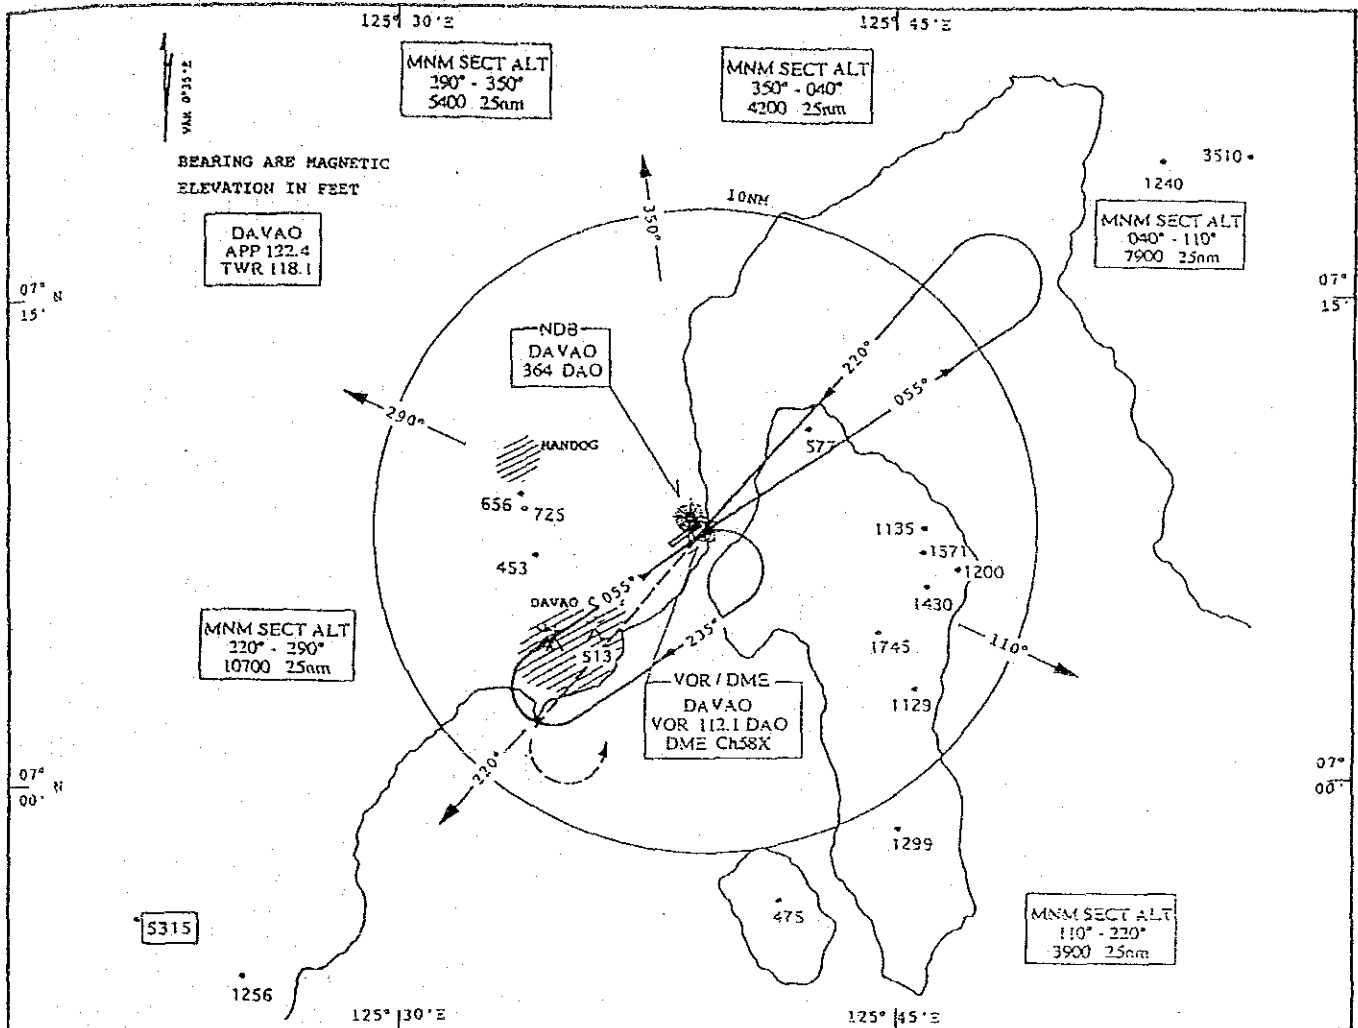 125° 30'E
125° 45'E
MNM SECT ALT
290° - 350°
5400 25nm
MNM SECT ALT
350° - 040°
4200 25nm
VAR 0°35'E
BEARING ARE MAGNETIC
ELEVATION IN FEET
3510
1240
10NM
350°
DAVAO
APP 122.4
TWR 118.1
MNM SECT ALT
040° - 110°
7900 25nm
07° N
15'
07°
15'
NDB
DAVAO
364 DAO
220°
055°
290°
HANDOG
577
656
725
1135
1571
1200
453
1430
DAVAO C
055°
MNM SECT ALT
220° - 290°
10700 25nm
235°
110°
1745
513
1129
VOR / DME
DAVAO
VOR 112.1 DAO
DME Ch58X
220°
07° N
00'
07°
00'
1299
475
5315
MNM SECT ALT
110° - 220°
3900 25nm
1256
125° 30'E
125° 45'E